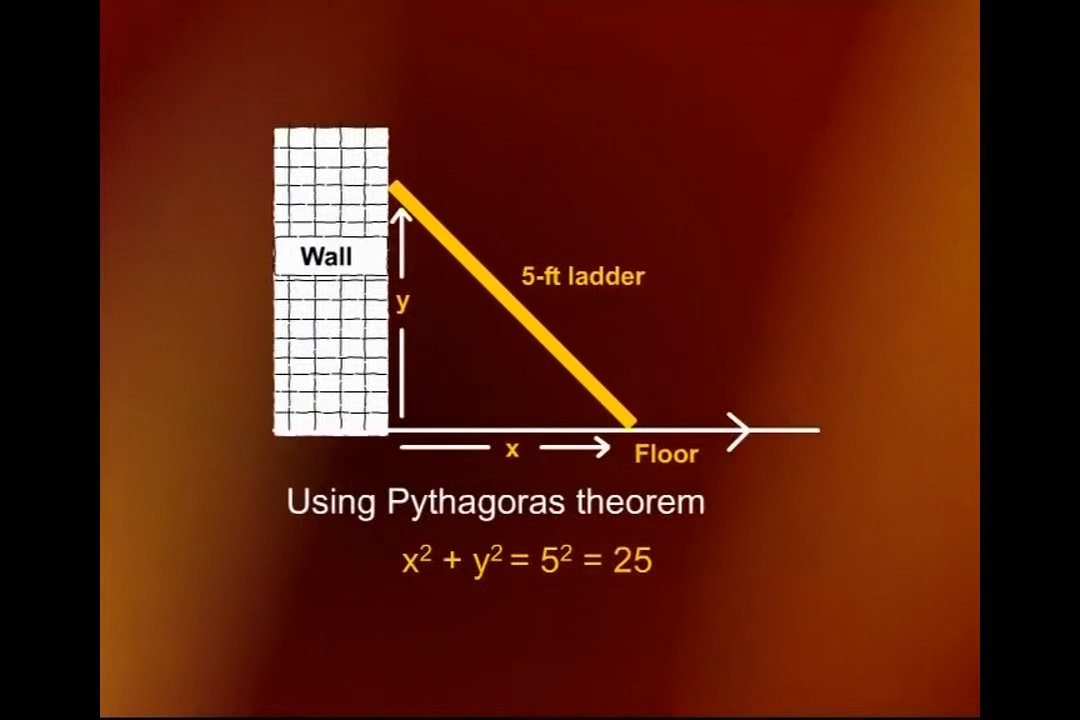 Wall
5-ft ladder
y
x
Floor
Using Pythagoras theorem
x² + y² = 5² = 25